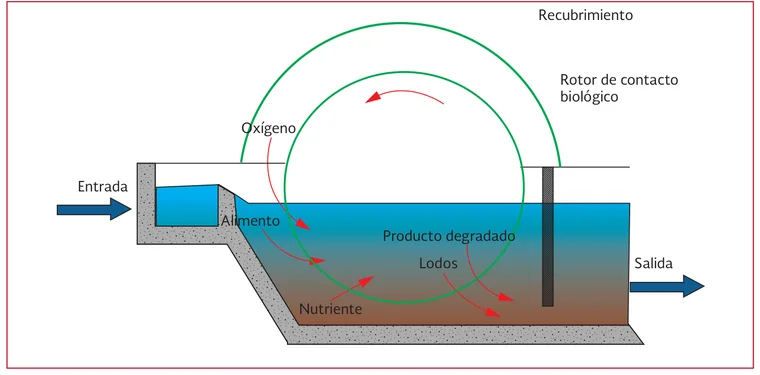 Recubrimiento
Rotor de contacto
biológico
Oxígeno
Entrada
Alimento
Producto degradado
Lodos
Salida
Nutriente